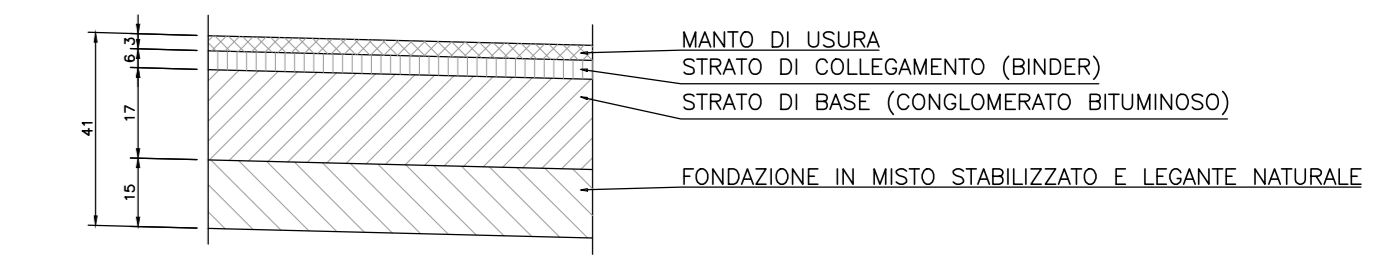 MANTO DI USURA
STRATO DI COLLEGAMENTO (BINDER)
STRATO DI BASE (CONGLOMERATO BITUMINOSO)
FONDAZIONE IN MISTO STABILIZZATO E LEGANTE NATURALE
3
6
17
15
41